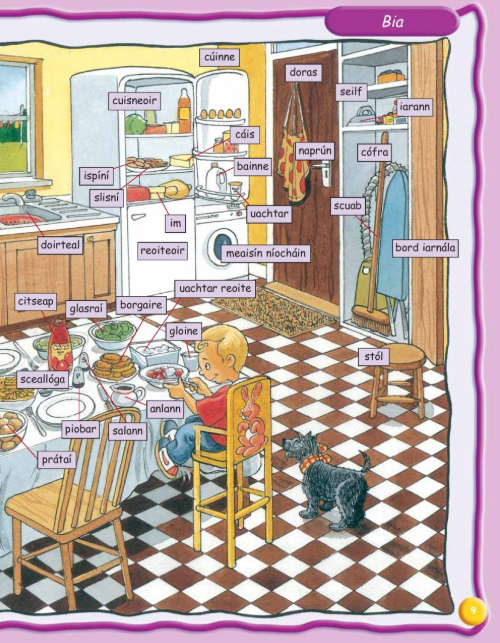 Bia
cúinne
doras
cuisneoir
seilf
iarann
cáis
naprún
cófra
bainne
ispíní
slisní
uachtar
scuab
im
doirteal
reoiteoir
meaisín níocháin
bord iarnála
uachtar reoite
citseap
glasraí
borgaire
gloine
stól
sceallóga
anlann
piobar
salann
prátaí
9